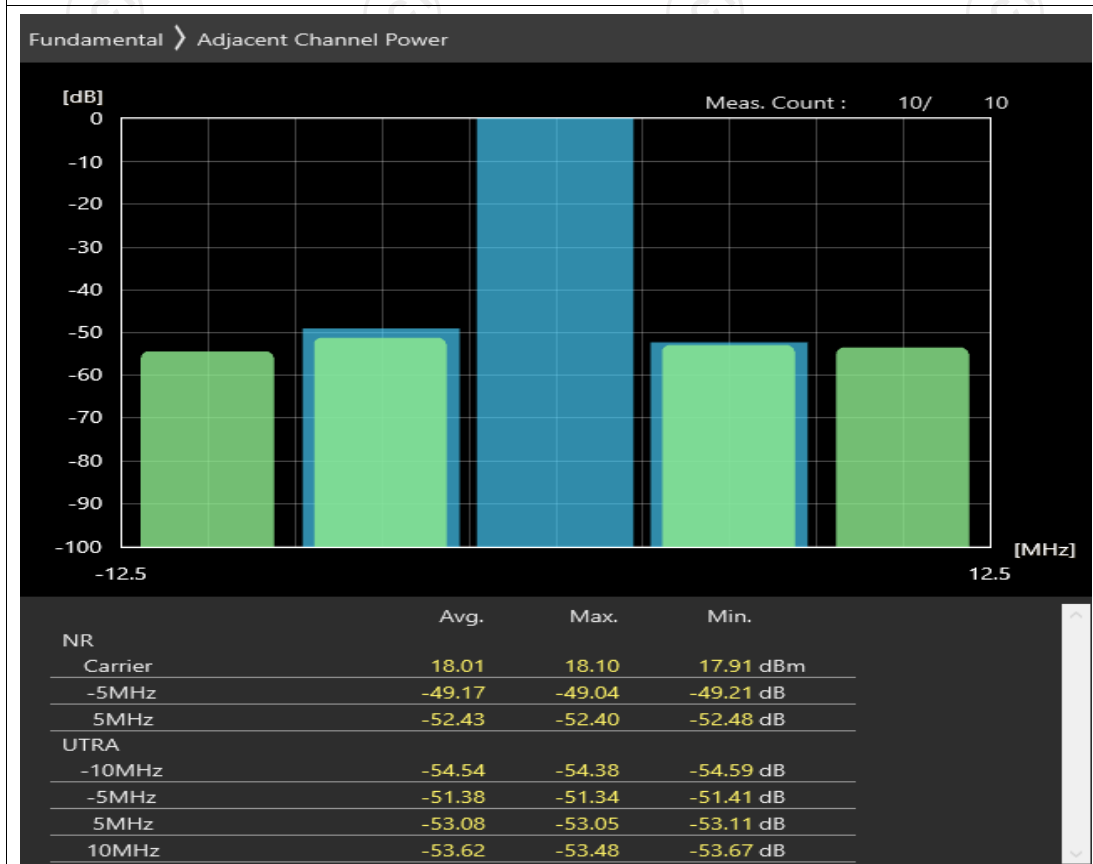 Fundamental ❯ Adjacent Channel Power
[dB] Meas. Count : 10/ 10
0
-10
-20
-30
-40
-50
-60
-70
-80
-90
-100
[MHz]
-12.5 12.5
Avg. Max. Min.
NR
Carrier 18.01 18.10 17.91 dBm
-5MHz -49.17 -49.04 -49.21 dB
5MHz -52.43 -52.40 -52.48 dB
UTRA
-10MHz -54.54 -54.38 -54.59 dB
-5MHz -51.38 -51.34 -51.41 dB
5MHz -53.08 -53.05 -53.11 dB
10MHz -53.62 -53.48 -53.67 dB